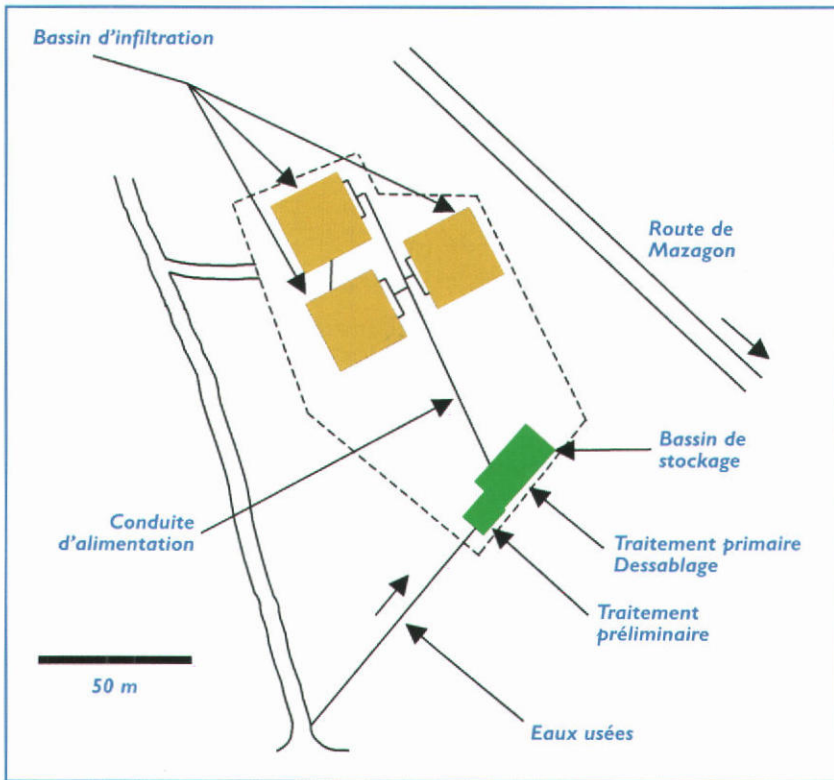 Bassin d'infiltration
Route de
Mazagon
Bassin de
stockage
Conduite
d'alimentation
Traitement primaire
Dessablage
Traitement
préliminaire
50 m
Eaux usées